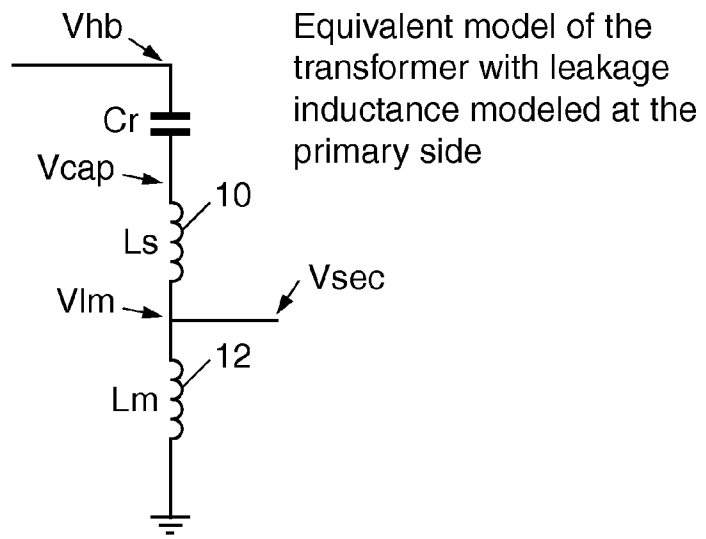 Vhb
Equivalent model of the
transformer with leakage
inductance modeled at the
primary side
Cr
Vcap
10
Ls
Vsec
Vlm
12
Lm